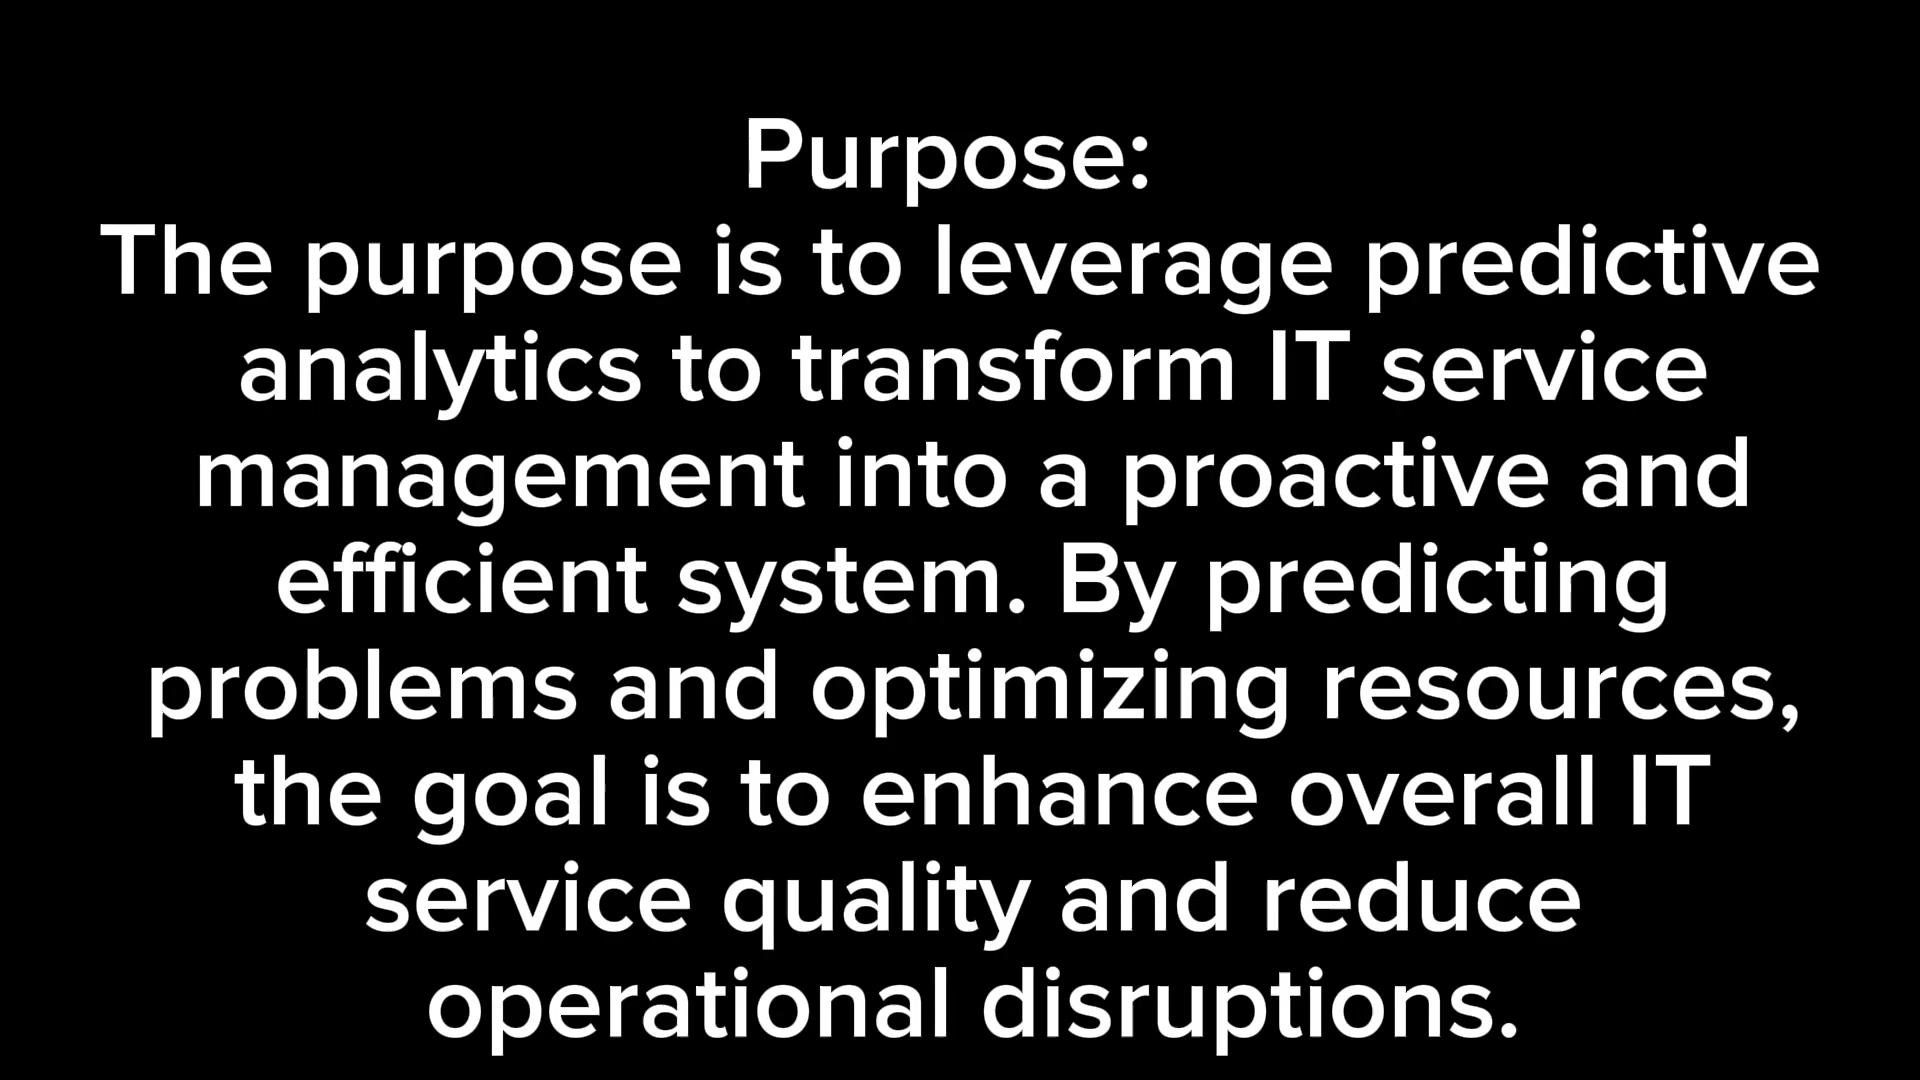 Purpose:
The purpose is to leverage predictive
analytics to transform IT service
management into a proactive and
efficient system. By predicting
problems and optimizing resources,
the goal is to enhance overall IT
service quality and reduce
operational disruptions.